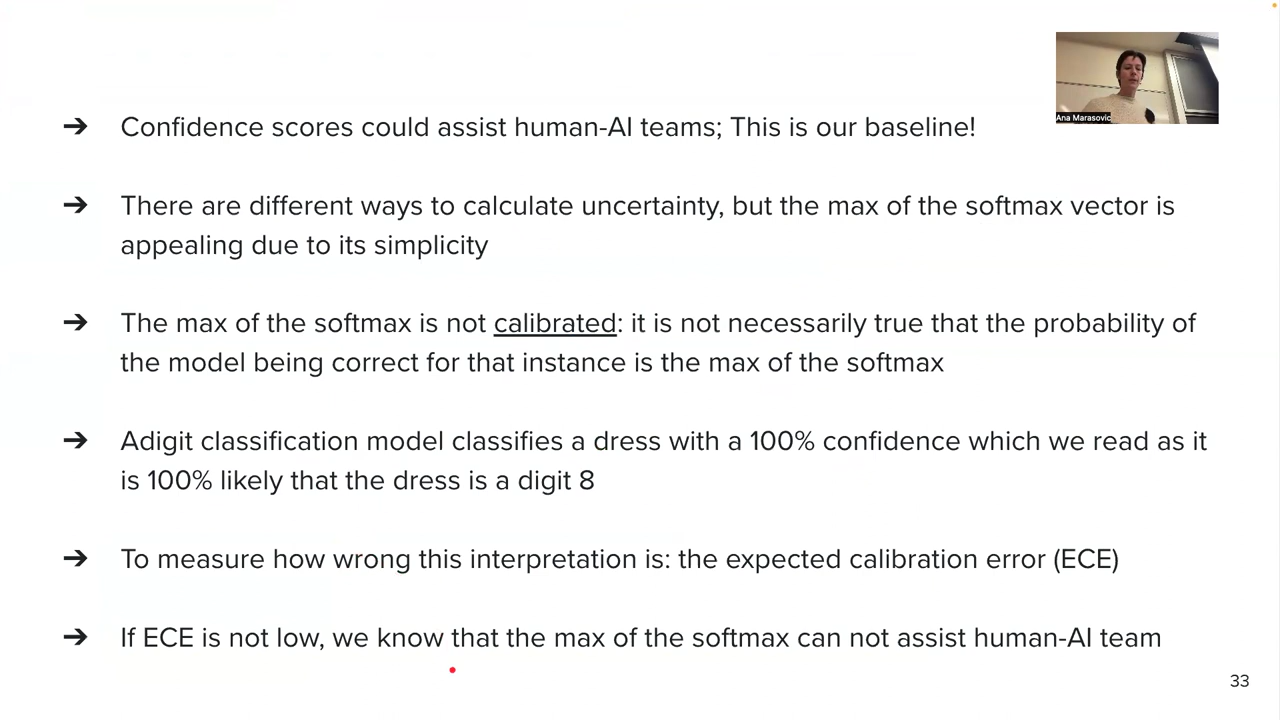 Ana Marasovic
➔ Confidence scores could assist human-AI teams; This is our baseline!
➔ There are different ways to calculate uncertainty, but the max of the softmax vector is
appealing due to its simplicity
➔ The max of the softmax is not calibrated: it is not necessarily true that the probability of
the model being correct for that instance is the max of the softmax
➔ Adigit classification model classifies a dress with a 100% confidence which we read as it
is 100% likely that the dress is a digit 8
➔ To measure how wrong this interpretation is: the expected calibration error (ECE)
➔ If ECE is not low, we know that the max of the softmax can not assist human-AI team
33